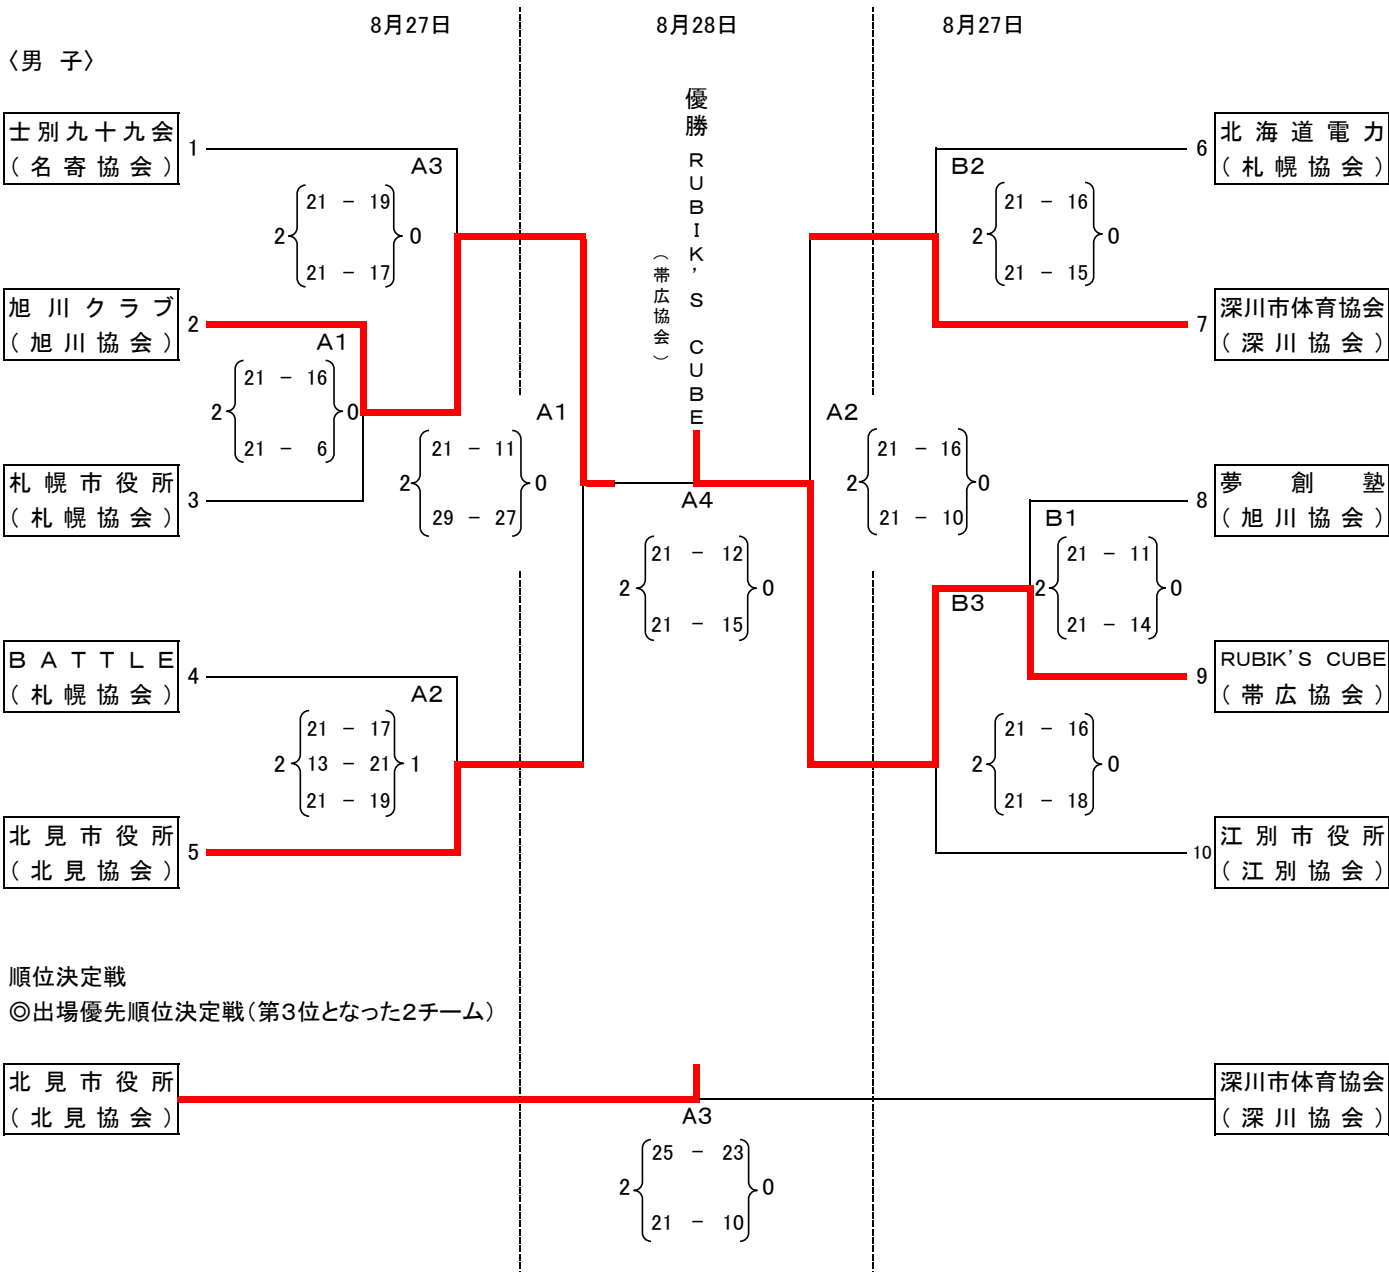 8月27日
8月28日
8月27日
〈男 子〉
優勝 RUBIK'S CUBE
（帯広協会）
士別九十九会
(名寄協会)
1
A3
21 － 19
2
0
21 － 17
旭川クラブ
(旭川協会)
2
A1
21 － 16
2
0
21 － 6
札幌市役所
(札幌協会)
3
A1
21 － 11
2
0
29 － 27
BATTLE
(札幌協会)
4
A2
21 － 17
2
13 － 21
1
21 － 19
北見市役所
(北見協会)
5
A4
21 － 12
2
0
21 － 15
6
北海道電力
(札幌協会)
B2
21 － 16
2
0
21 － 15
7
深川市体育協会
(深川協会)
A2
21 － 16
2
0
21 － 10
8
夢創塾
(旭川協会)
B1
21 － 11
2
0
21 － 14
9
RUBIK'S CUBE
(帯広協会)
B3
21 － 16
2
0
21 － 18
10
江別市役所
(江別協会)
順位決定戦
◎出場優先順位決定戦（第3位となった2チーム）
北見市役所
(北見協会)
深川市体育協会
(深川協会)
A3
25 － 23
2
0
21 － 10